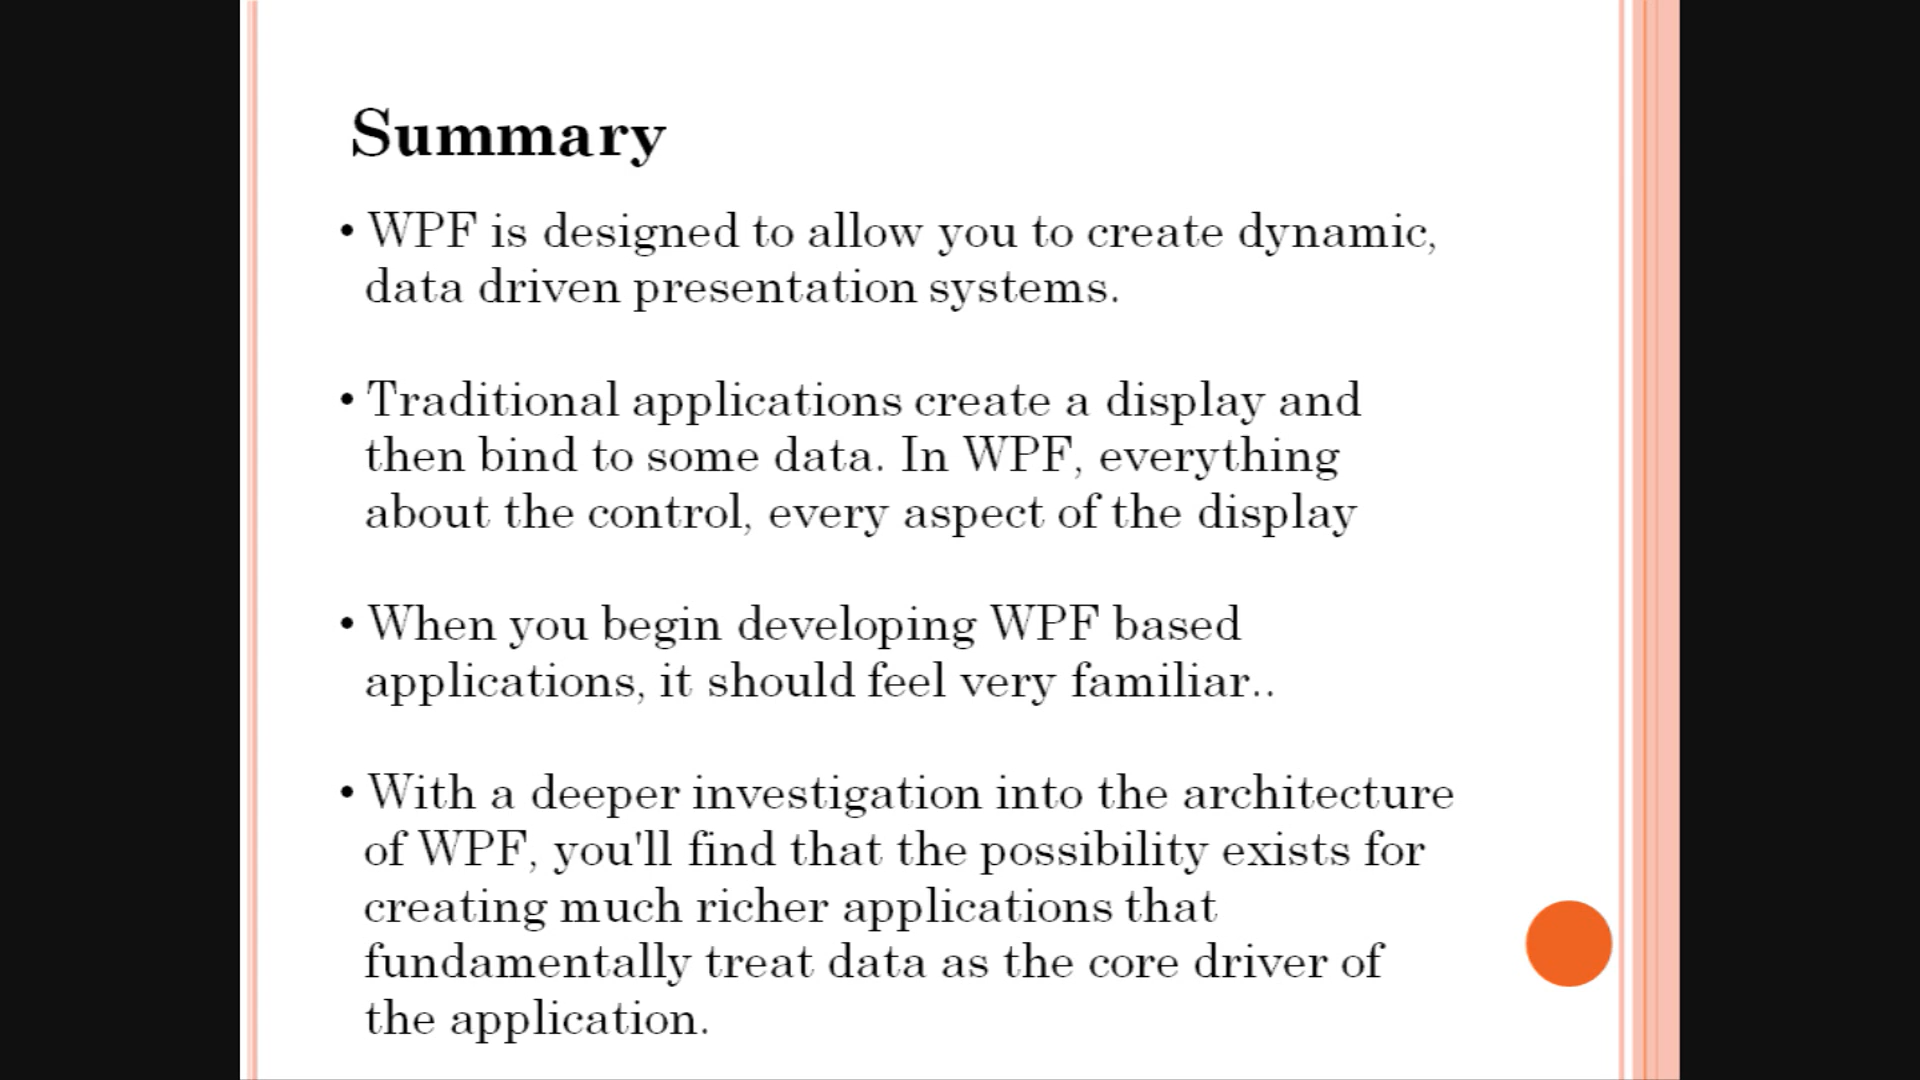 Summary
• WPF is designed to allow you to create dynamic,
data driven presentation systems.
• Traditional applications create a display and
then bind to some data. In WPF, everything
about the control, every aspect of the display
• When you begin developing WPF based
applications, it should feel very familiar..
• With a deeper investigation into the architecture
of WPF, you'll find that the possibility exists for
creating much richer applications that
fundamentally treat data as the core driver of
the application.